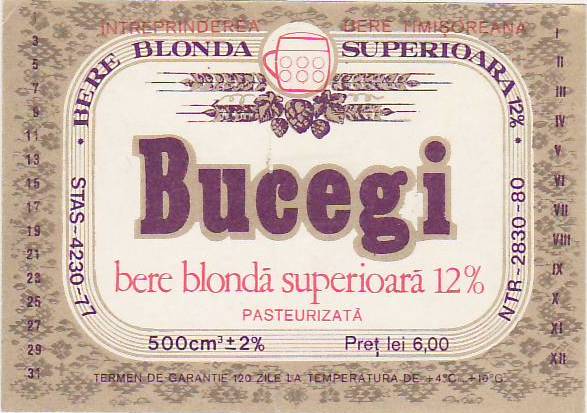 INTREPRINDEREA BERE TIMIȘOREANA
• BERE BLONDA SUPERIOARA 12% •
Bucegi
bere blondă superioară 12%
PASTEURIZATĂ
500cm³±2% Preţ lei 6,00
STAS-4230-77
NTR-2830-80
TERMEN DE GARANTIE 120 ZILE LA TEMPERATURA DE +4°C...+10°C
3
5
7
9
11
13
15
17
19
21
23
25
27
29
31
I
II
III
IV
V
VI
VII
VIII
IX
X
XI
XII